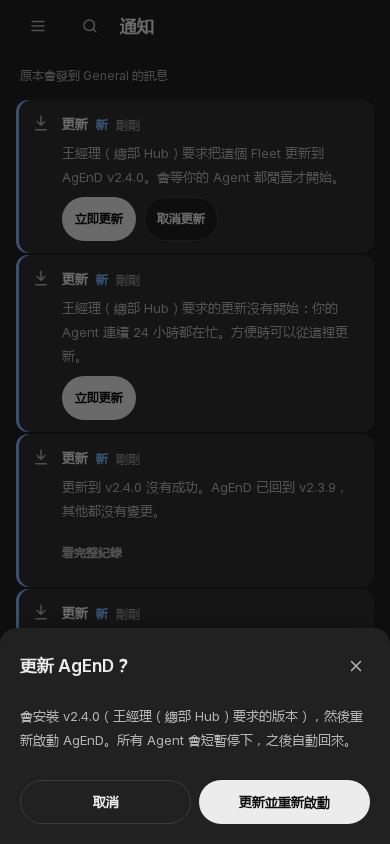 通知
原本會發到 General 的訊息
更新 新 剛剛
王經理（總部 Hub）要求把這個 Fleet 更新到
AgEnD v2.4.0。會等你的 Agent 都閒置才開始。
立即更新 取消更新
更新 新 剛剛
王經理（總部 Hub）要求的更新沒有開始：你的
Agent 連續 24 小時都在忙。方便時可以從這裡更
新。
立即更新
更新 新 剛剛
更新到 v2.4.0 沒有成功。AgEnD 已回到 v2.3.9，
其他都沒有變更。
看完整紀錄
更新 新 剛剛
更新 AgEnD？
會安裝 v2.4.0（王經理（總部 Hub）要求的版本），然後重
新啟動 AgEnD。所有 Agent 會短暫停下，之後自動回來。
取消 更新並重新啟動